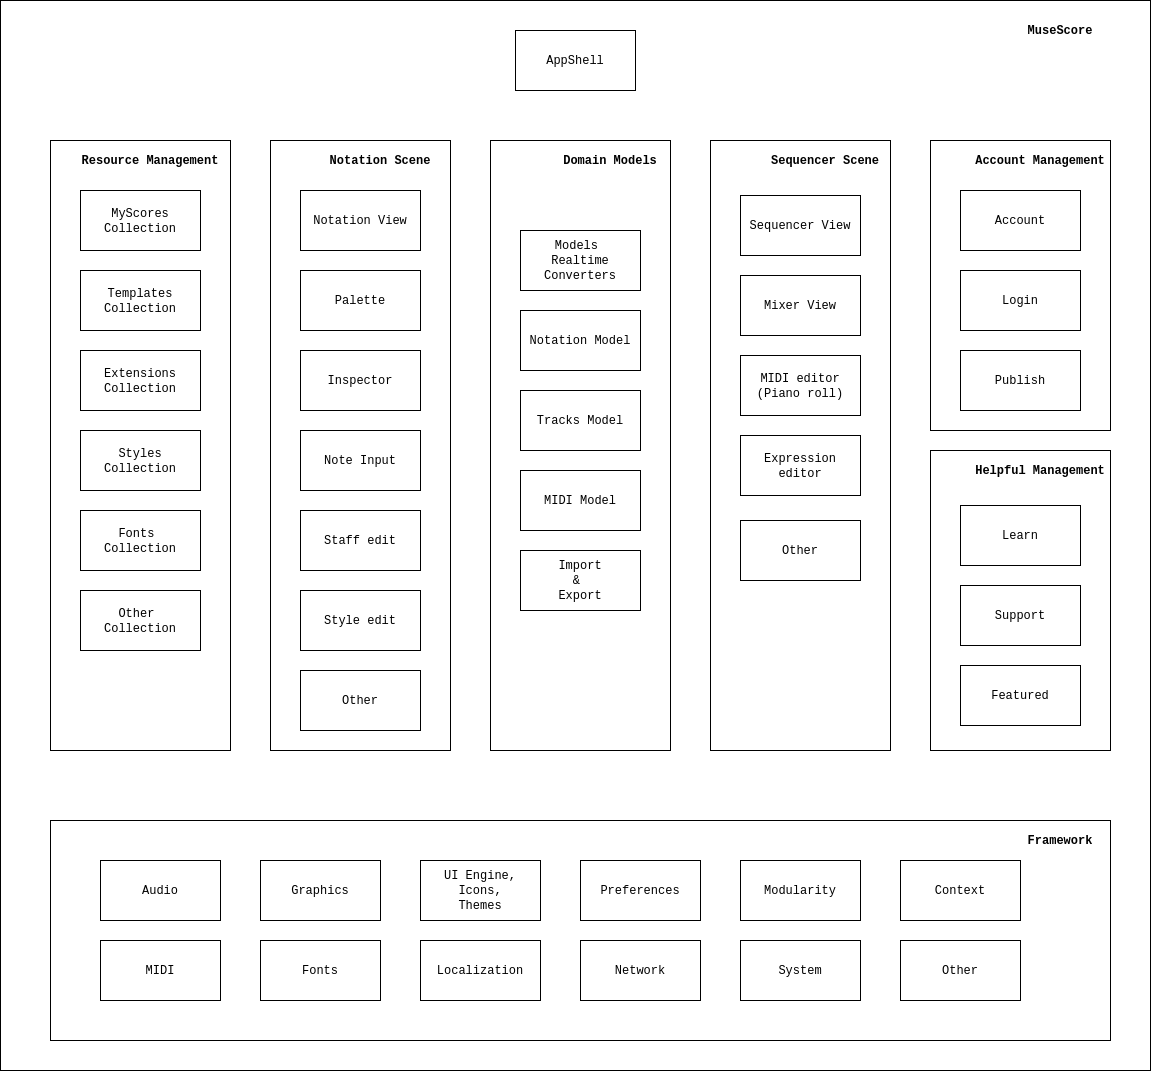 MuseScore
AppShell
Resource Management
MyScores
Collection
Templates
Collection
Extensions
Collection
Styles
Collection
Fonts
Collection
Other
Collection
Notation Scene
Notation View
Palette
Inspector
Note Input
Staff edit
Style edit
Other
Domain Models
Models
Realtime
Converters
Notation Model
Tracks Model
MIDI Model
Import
&
Export
Sequencer Scene
Sequencer View
Mixer View
MIDI editor
(Piano roll)
Expression
editor
Other
Account Management
Account
Login
Publish
Helpful Management
Learn
Support
Featured
Framework
Audio
Graphics
UI Engine,
Icons,
Themes
Preferences
Modularity
Context
MIDI
Fonts
Localization
Network
System
Other